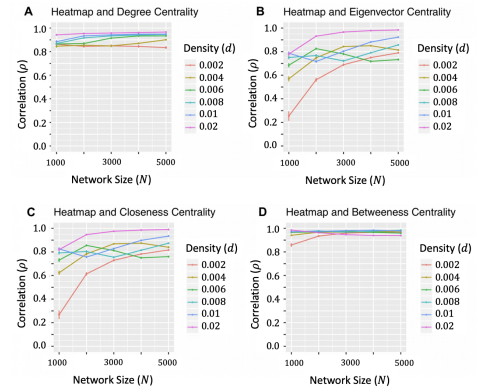 A Heatmap and Degree Centrality
Correlation (ρ)
1.0
0.8
0.6
0.4
0.2
0.0
1000 3000 5000
Network Size (N)
Density (d)
0.002
0.004
0.006
0.008
0.01
0.02
B Heatmap and Eigenvector Centrality
Correlation (ρ)
1.0
0.8
0.6
0.4
0.2
0.0
1000 3000 5000
Network Size (N)
Density (d)
0.002
0.004
0.006
0.008
0.01
0.02
C Heatmap and Closeness Centrality
Correlation (ρ)
1.0
0.8
0.6
0.4
0.2
0.0
1000 3000 5000
Network Size (N)
Density (d)
0.002
0.004
0.006
0.008
0.01
0.02
D Heatmap and Betweeness Centrality
Correlation (ρ)
1.0
0.8
0.6
0.4
0.2
0.0
1000 3000 5000
Network Size (N)
Density (d)
0.002
0.004
0.006
0.008
0.01
0.02